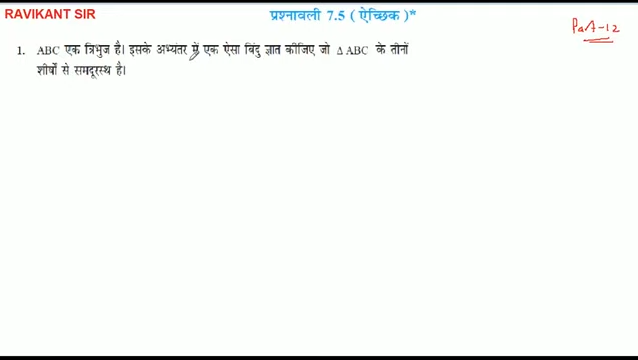 RAVIKANT SIR
प्रश्नावली 7.5 ( ऐच्छिक )*
Part-12
1. ABC एक त्रिभुज है। इसके अभ्यंतर में एक ऐसा बिंदु ज्ञात कीजिए जो Δ ABC के तीनों
शीर्षों से समदूरस्थ है।